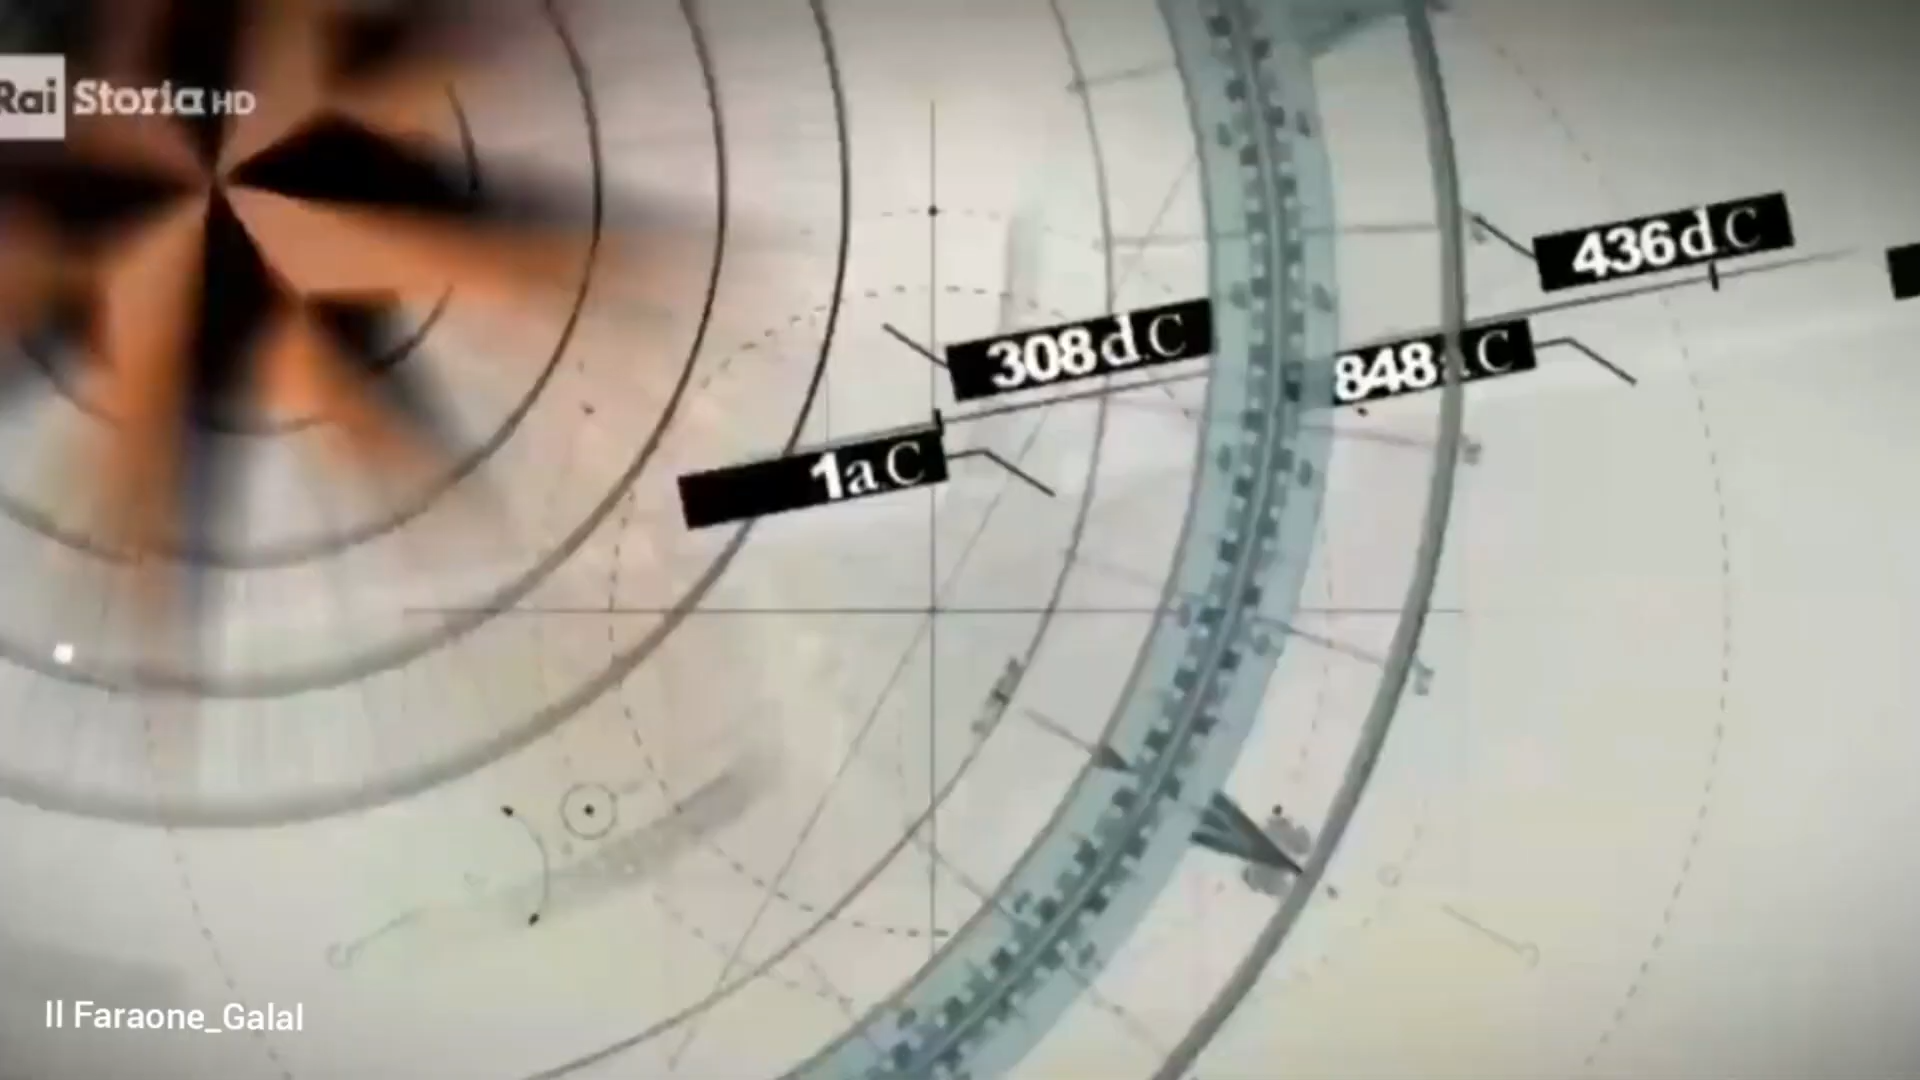 Rai Storia HD
436 d.C
308 d.C
848 a.C
1 a.C
Il Faraone_Galal